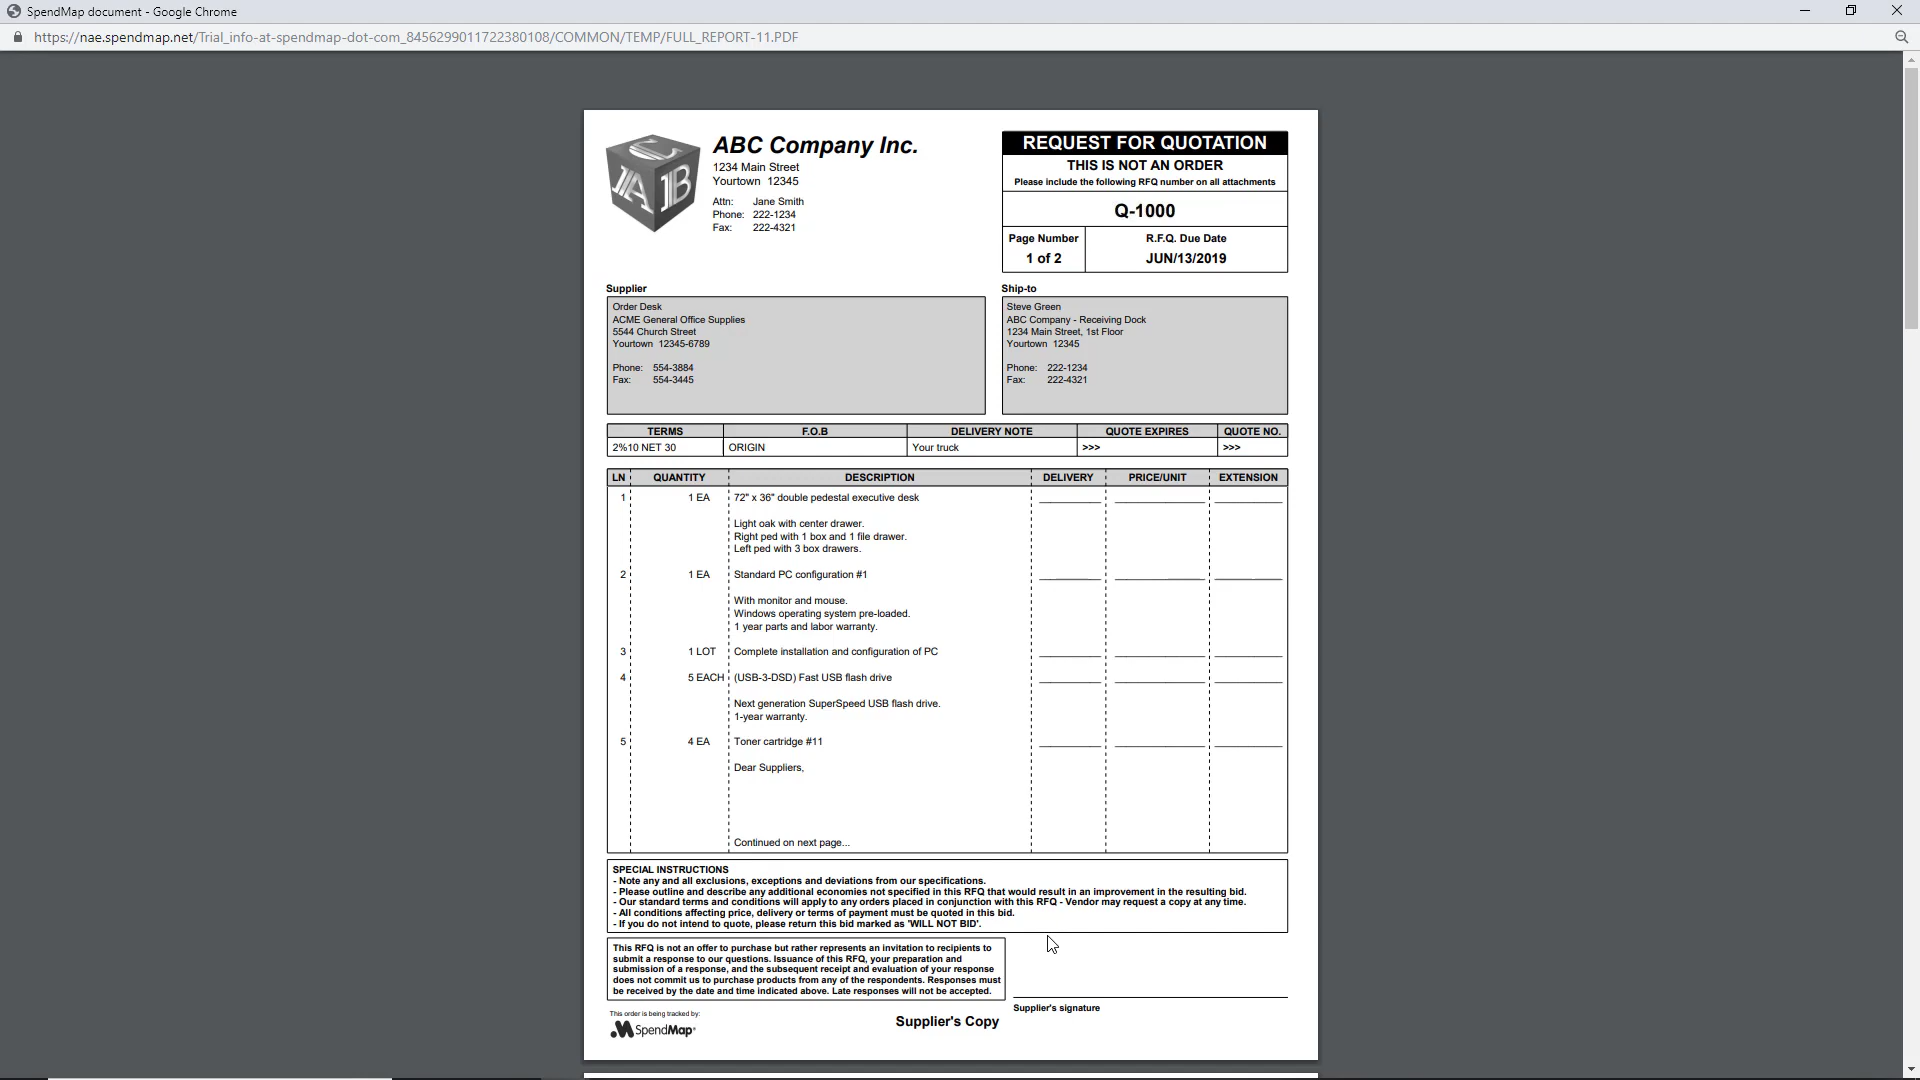 SpendMap document - Google Chrome
https://nae.spendmap.net/Trial_info-at-spendmap-dot-com_8456299011722380108/COMMON/TEMP/FULL_REPORT-11.PDF
ABC
ABC Company Inc.
1234 Main Street
Yourtown 12345
Attn: Jane Smith
Phone: 222-1234
Fax: 222-4321
REQUEST FOR QUOTATION
THIS IS NOT AN ORDER
Please include the following RFQ number on all attachments
Q-1000
Page Number R.F.Q. Due Date
1 of 2 JUN/13/2019
Supplier
Order Desk
ACME General Office Supplies
5544 Church Street
Yourtown 12345-6789
Phone: 554-3884
Fax: 554-3445
Ship-to
Steve Green
ABC Company - Receiving Dock
1234 Main Street, 1st Floor
Yourtown 12345
Phone: 222-1234
Fax: 222-4321
TERMS F.O.B DELIVERY NOTE QUOTE EXPIRES QUOTE NO.
2%10 NET 30 ORIGIN Your truck >>> >>>
LN QUANTITY DESCRIPTION DELIVERY PRICE/UNIT EXTENSION
1 1 EA 72" x 36" double pedestal executive desk
Light oak with center drawer.
Right ped with 1 box and 1 file drawer.
Left ped with 3 box drawers.
2 1 EA Standard PC configuration #1
With monitor and mouse.
Windows operating system pre-loaded.
1 year parts and labor warranty.
3 1 LOT Complete installation and configuration of PC
4 5 EACH (USB-3-DSD) Fast USB flash drive
Next generation SuperSpeed USB flash drive.
1-year warranty.
5 4 EA Toner cartridge #11
Dear Suppliers,
Continued on next page...
SPECIAL INSTRUCTIONS
- Note any and all exclusions, exceptions and deviations from our specifications.
- Please outline and describe any additional economies not specified in this RFQ that would result in an improvement in the resulting bid.
- Our standard terms and conditions will apply to any orders placed in conjunction with this RFQ - Vendor may request a copy at any time.
- All conditions affecting price, delivery or terms of payment must be quoted in this bid.
- If you do not intend to quote, please return this bid marked as 'WILL NOT BID'.
This RFQ is not an offer to purchase but rather represents an invitation to recipients to
submit a response to our questions. Issuance of this RFQ, your preparation and
submission of a response, and the subsequent receipt and evaluation of your response
does not commit us to purchase products from any of the respondents. Responses must
be received by the date and time indicated above. Late responses will not be accepted.
Supplier's signature
This order is being tracked by:
SpendMap
Supplier's Copy